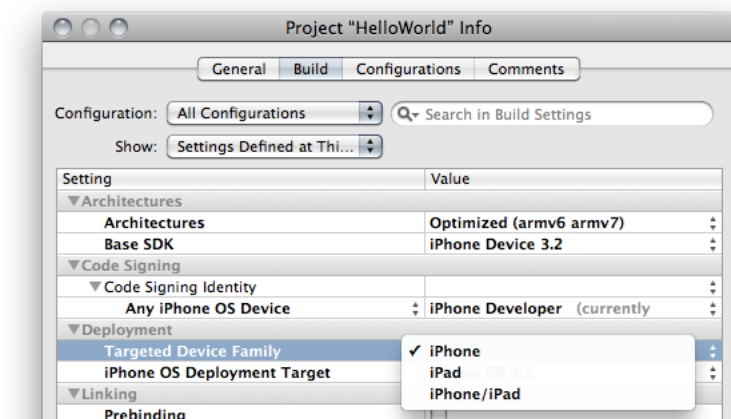 Project "HelloWorld" Info
General Build Configurations Comments
Configuration: All Configurations Search in Build Settings
Show: Settings Defined at Thi...
Setting Value
Architectures
Architectures Optimized (armv6 armv7)
Base SDK iPhone Device 3.2
Code Signing
Code Signing Identity
Any iPhone OS Device iPhone Developer (currently
Deployment
Targeted Device Family ✓ iPhone
iPad
iPhone OS Deployment Target
iPhone/iPad
Linking
Prebinding